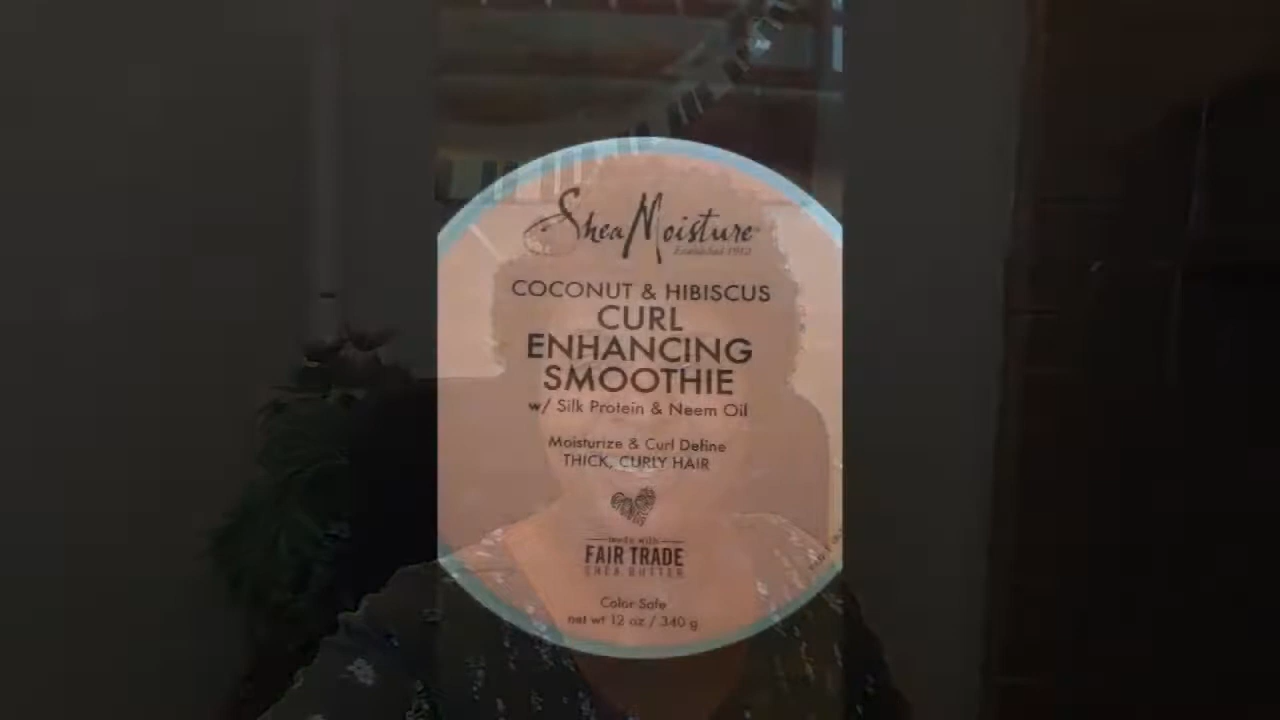 SheaMoisture
Established 1912
COCONUT & HIBISCUS
CURL
ENHANCING
SMOOTHIE
w/ Silk Protein & Neem Oil
Moisturize & Curl Define
THICK, CURLY HAIR
made with
FAIR TRADE
SHEA BUTTER
Color Safe
net wt 12 oz / 340 g